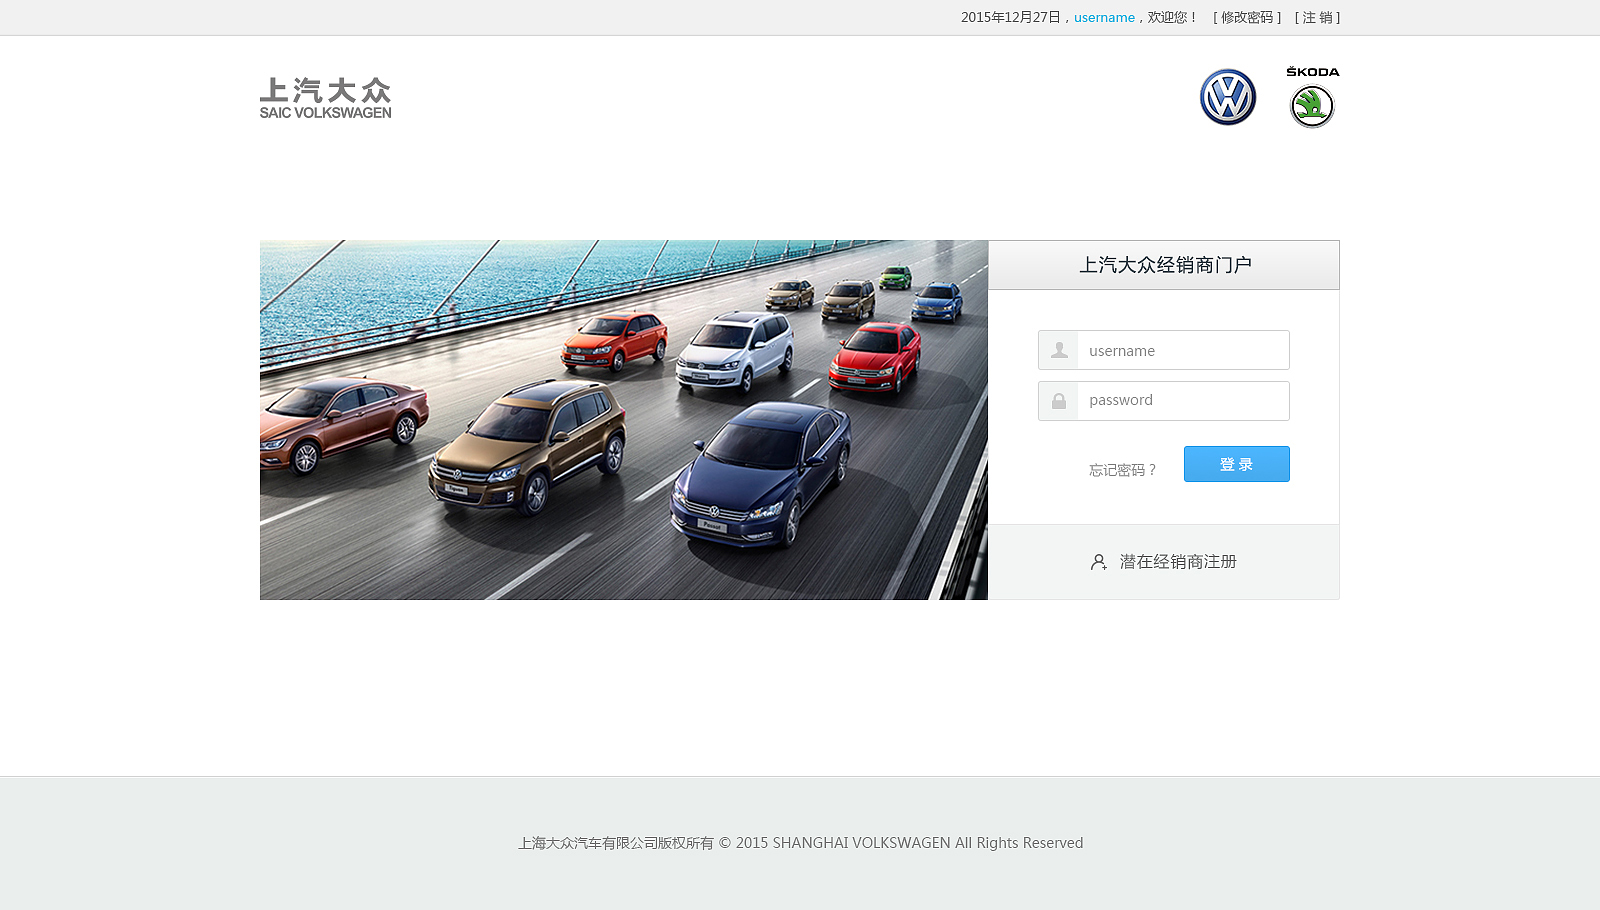 2015年12月27日，username，欢迎您！ [ 修改密码 ] [ 注 销 ]
上汽大众
SAIC VOLKSWAGEN
ŠKODA
上汽大众经销商门户
username
password
忘记密码？
登 录
潜在经销商注册
Passat
上海大众汽车有限公司版权所有 © 2015 SHANGHAI VOLKSWAGEN All Rights Reserved